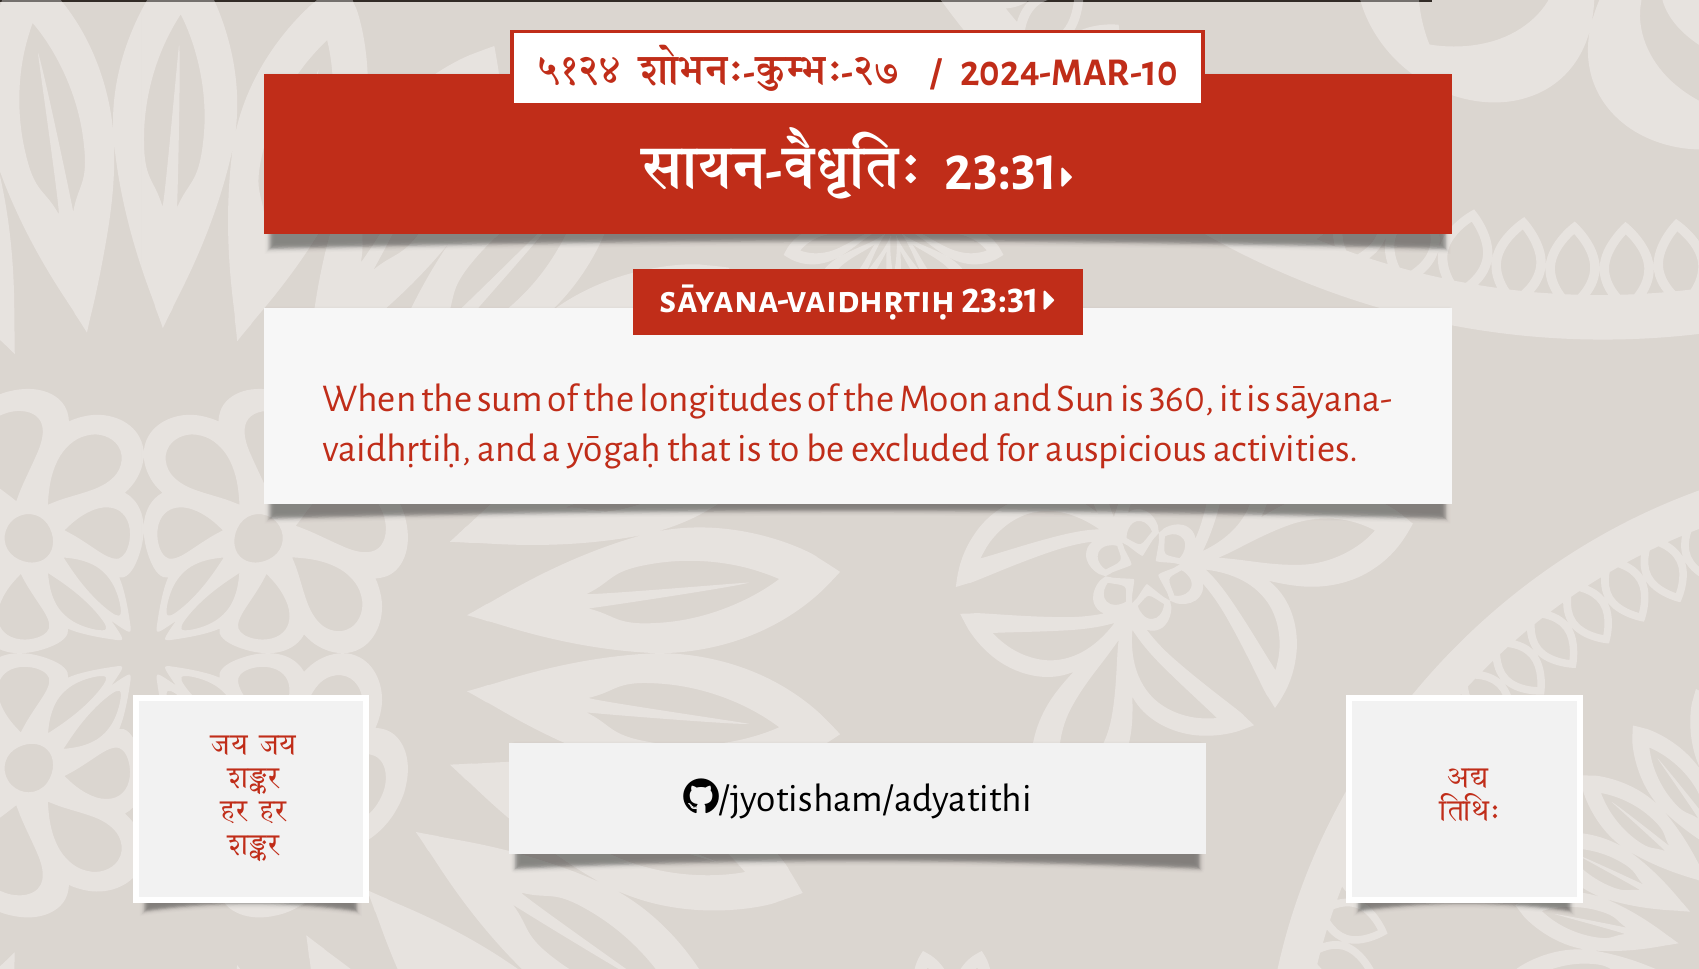 ५१२४ शोभनः-कुम्भः-२७ / 2024-MAR-10
सायन-वैधृतिः 23:31▸
SĀYANA-VAIDHṚTIḤ 23:31▸
When the sum of the longitudes of the Moon and Sun is 360, it is sāyana-
vaidhṛtiḥ, and a yōgaḥ that is to be excluded for auspicious activities.
जय जय
शङ्कर
हर हर
शङ्कर
/jyotisham/adyatithi
अद्य
तिथिः